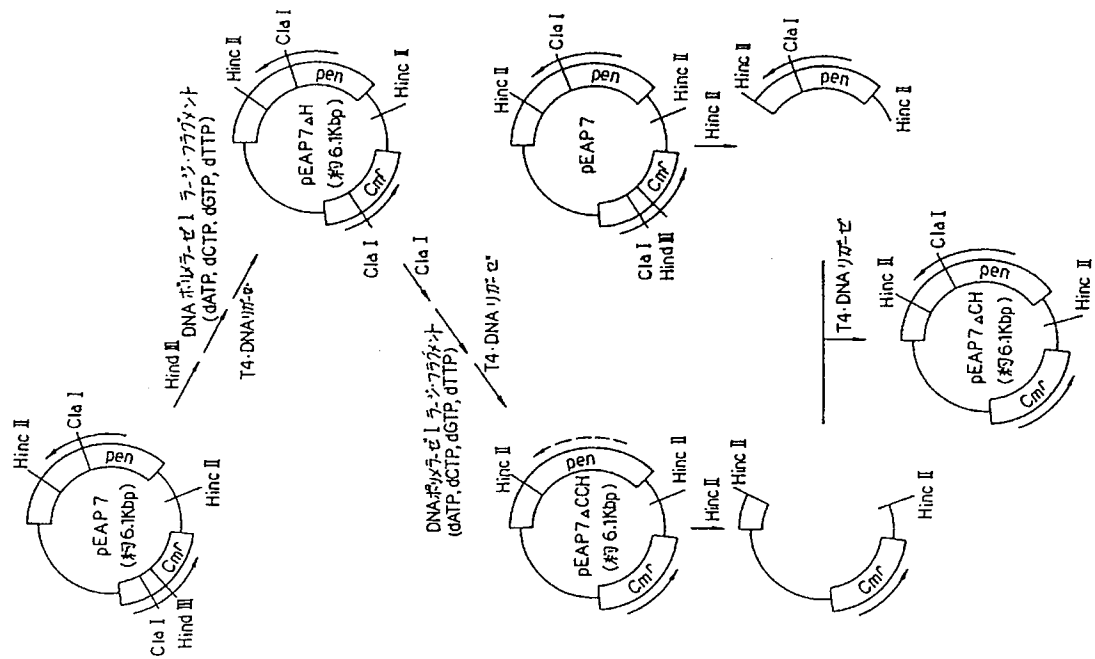 pEAP7
(約6.1Kbp)
pen
Cmʳ
Hinc II
Cla I
Hinc II
Cla I
Hind III
Hind III
DNAポリメラーゼI ラージ・フラグメント
(dATP, dCTP, dGTP, dTTP)
T4・DNAリガーゼ
pEAP7△H
(約6.1Kbp)
pen
Cmʳ
Hinc II
Cla I
Hinc II
Cla I
Cla I
DNAポリメラーゼI ラージ・フラグメント
(dATP, dCTP, dGTP, dTTP)
T4・DNAリガーゼ
pEAP7△CCH
(約6.1Kbp)
pen
Cmʳ
Hinc II
Hinc II
Hinc II
Hinc II
Hinc II
Cmʳ
pEAP7
pen
Cmʳ
Hinc II
Cla I
Hinc II
Cla I
Hind III
Hinc II
Hinc II
Cla I
pen
Hinc II
T4・DNAリガーゼ
pEAP7△CH
(約6.1Kbp)
pen
Cmʳ
Hinc II
Cla I
Hinc II